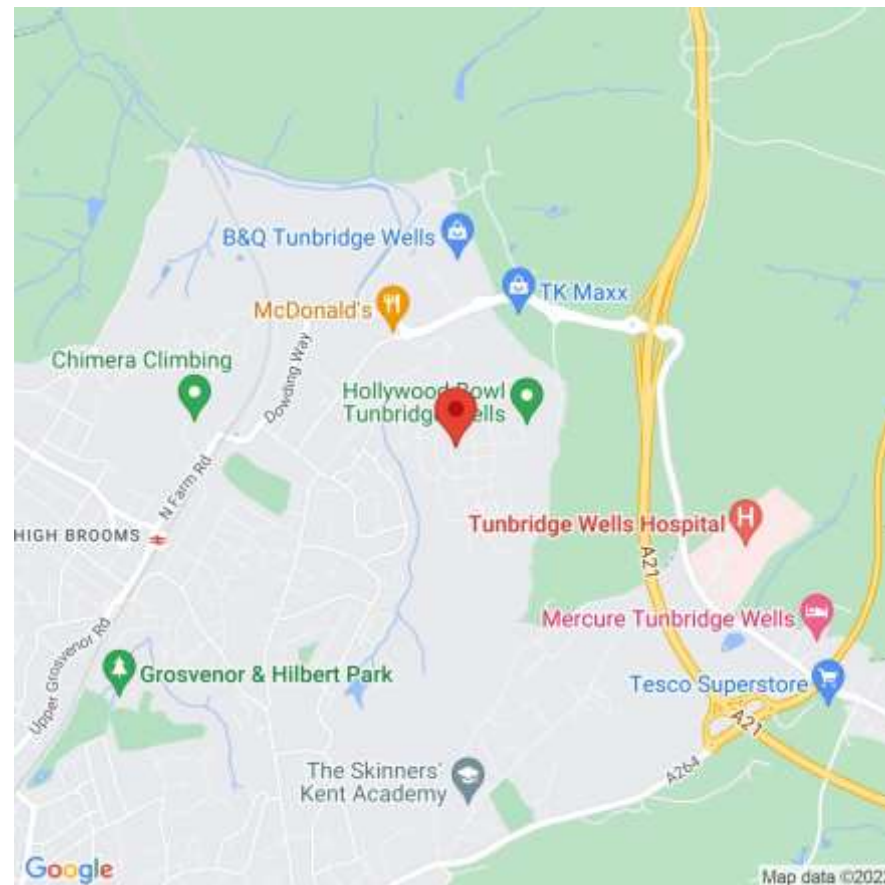 B&Q Tunbridge Wells
TK Maxx
McDonald's
Dowding Way
Chimera Climbing
Hollywood Bowl
Tunbridge Wells
N Farm Rd
HIGH BROOMS
Tunbridge Wells Hospital
H
A21
Mercure Tunbridge Wells
Upper Grosvenor Rd
Grosvenor & Hilbert Park
Tesco Superstore
A21
The Skinners'
Kent Academy
A264
Google
Map data ©202